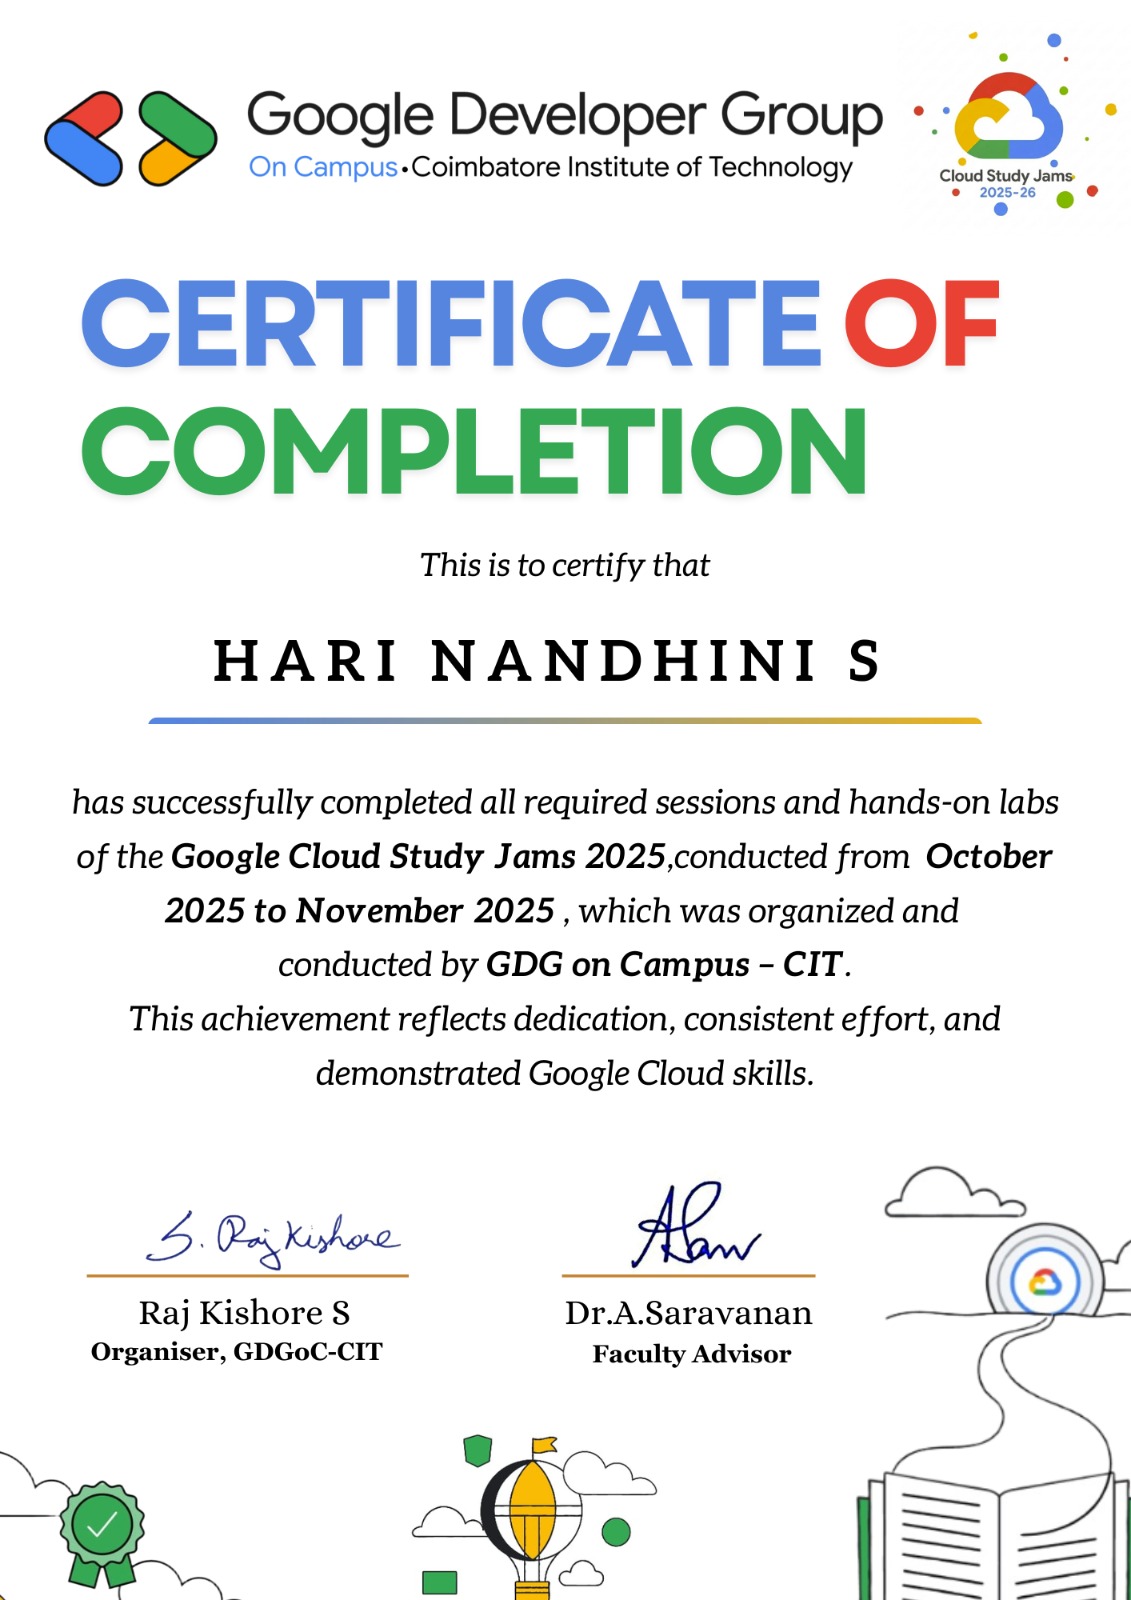 Google Developer Group
On Campus • Coimbatore Institute of Technology
Cloud Study Jams
2025-26
CERTIFICATE OF
COMPLETION
This is to certify that
HARI NANDHINI S
has successfully completed all required sessions and hands-on labs
of the Google Cloud Study Jams 2025,conducted from October
2025 to November 2025 , which was organized and
conducted by GDG on Campus – CIT.
This achievement reflects dedication, consistent effort, and
demonstrated Google Cloud skills.
S. Raj Kishore
Raj Kishore S
Organiser, GDGoC-CIT
Dr.A.Saravanan
Faculty Advisor